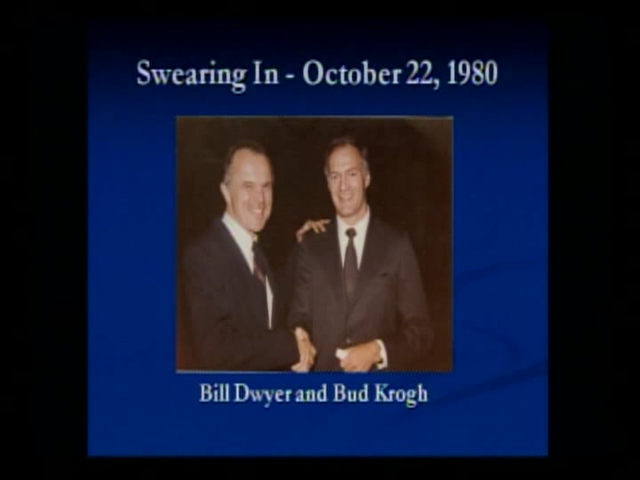 Swearing In - October 22, 1980
Bill Dwyer and Bud Krogh